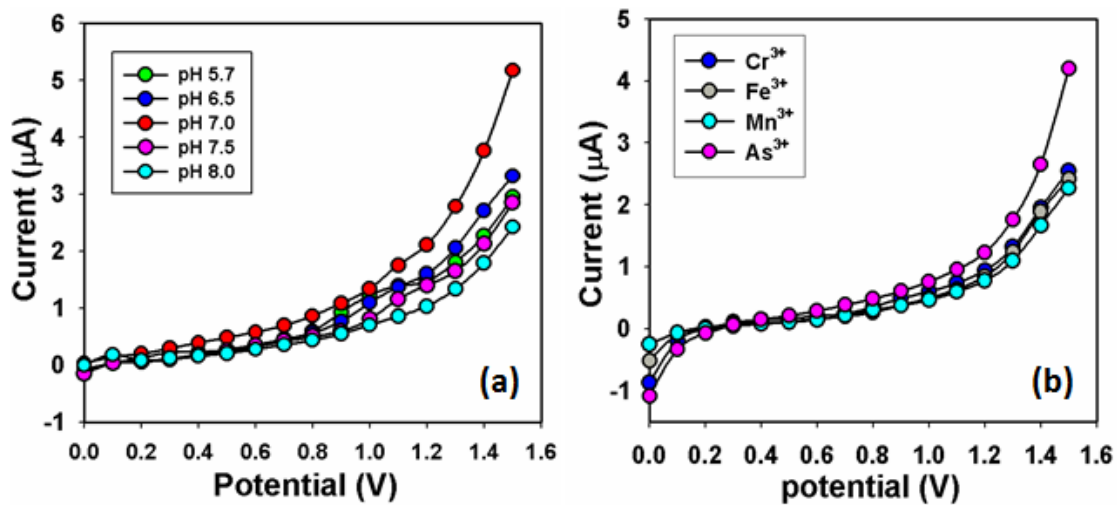 6
5
4
3
2
1
0
-1
Current (μA)
pH 5.7
pH 6.5
pH 7.0
pH 7.5
pH 8.0
(a)
0.0 0.2 0.4 0.6 0.8 1.0 1.2 1.4 1.6
Potential (V)
5
4
3
2
1
0
-1
Current (μA)
Cr³⁺
Fe³⁺
Mn³⁺
As³⁺
(b)
0.0 0.2 0.4 0.6 0.8 1.0 1.2 1.4 1.6
potential (V)